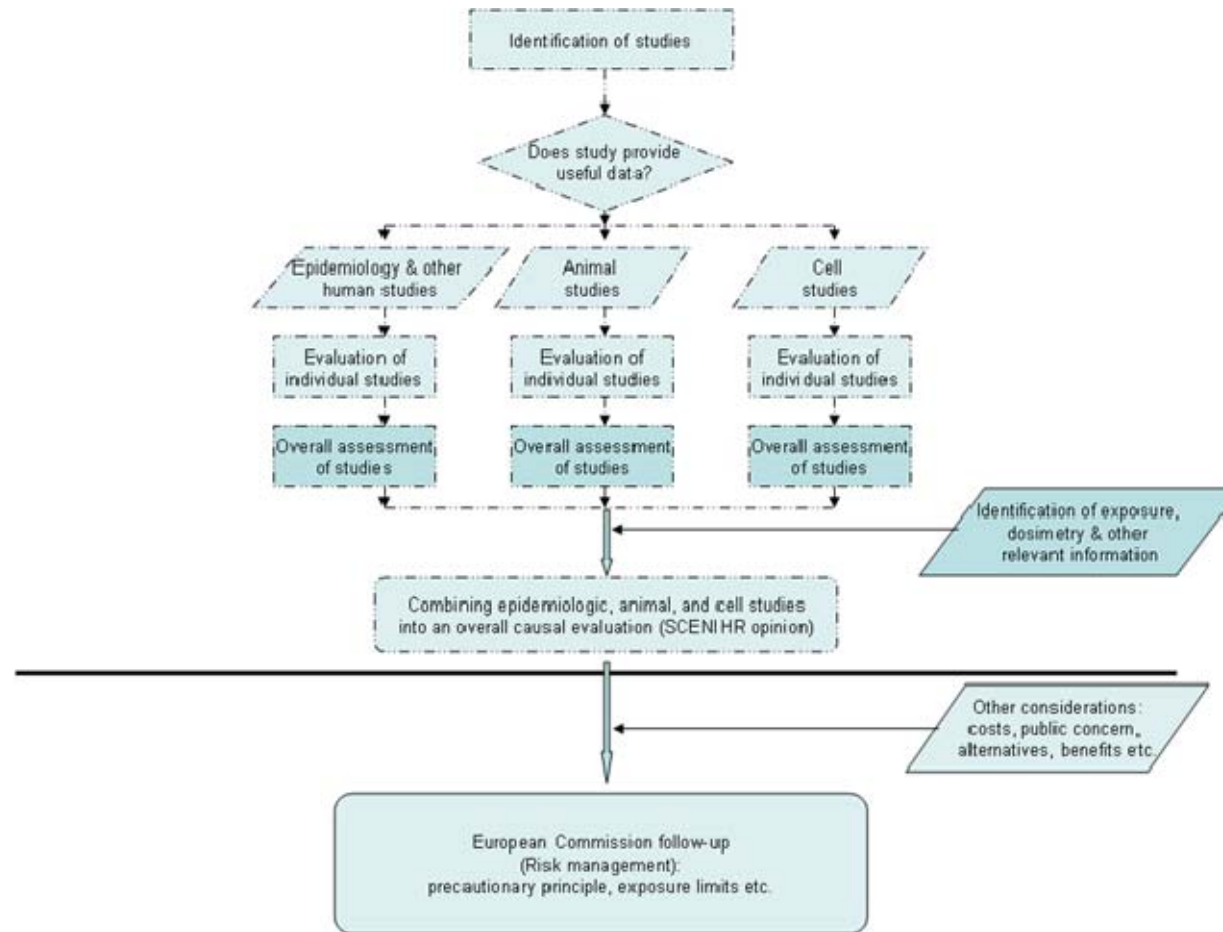 Identification of studies
Does study provide
useful data?
Epidemiology & other
human studies
Animal
studies
Cell
studies
Evaluation of
individual studies
Evaluation of
individual studies
Evaluation of
individual studies
Overall assessment
of studies
Overall assessment
of studies
Overall assessment
of studies
Identification of exposure,
dosimetry & other
relevant information
Combining epidemiologic, animal, and cell studies
into an overall causal evaluation (SCENIHR opinion)
Other considerations:
costs, public concern,
alternatives, benefits etc.
European Commission follow-up
(Risk management):
precautionary principle, exposure limits etc.